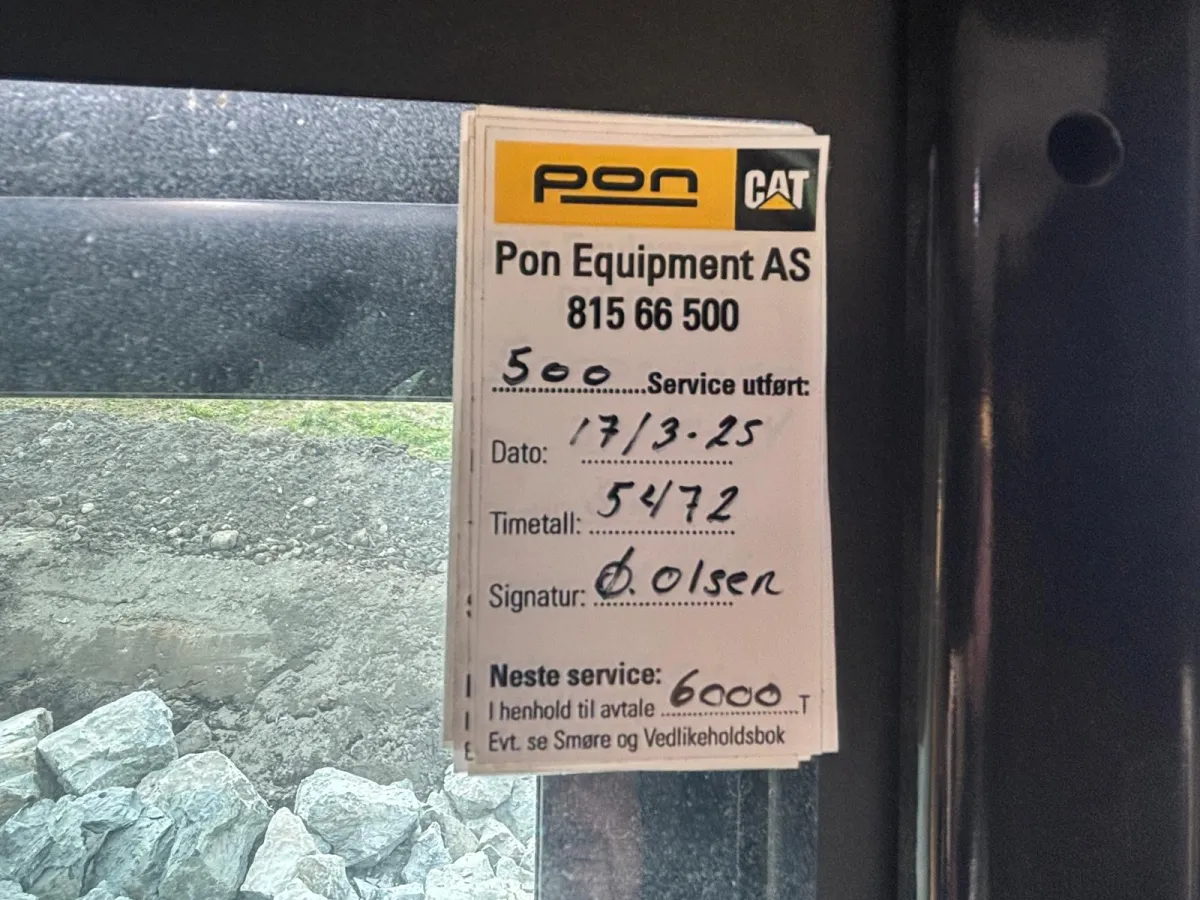 pon CAT
Pon Equipment AS
815 66 500
500 Service utført:
Dato: 17/3-25
Timetall: 5472
Signatur: Ø. Olsen
Neste service:
I henhold til avtale 6000 T
Evt. se Smøre og Vedlikeholdsbok